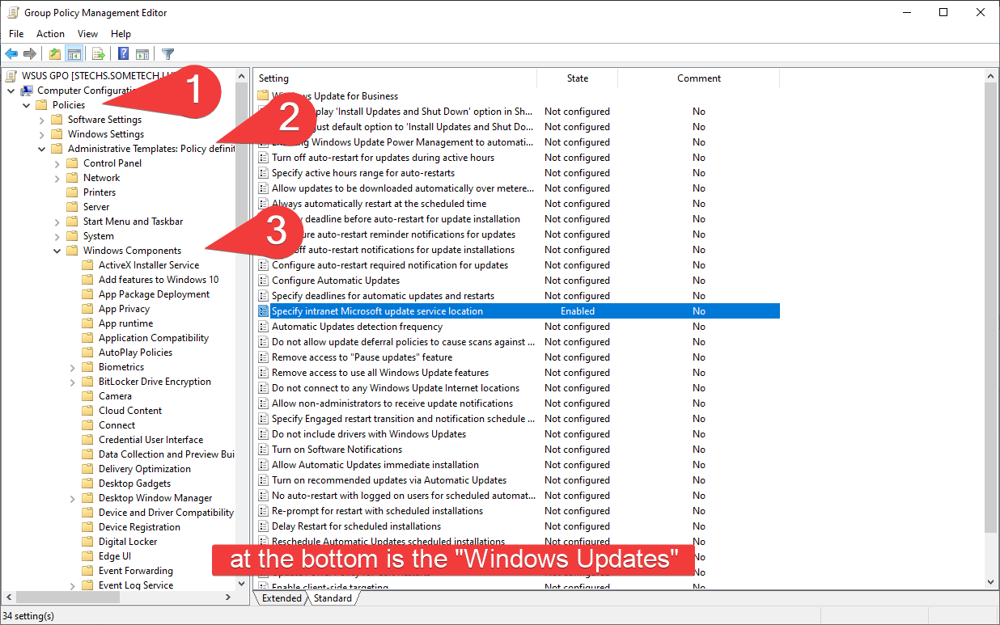 Group Policy Management Editor
File Action View Help
WSUS GPO [STECHS.SOMETECH.L
Computer Configurati
Policies
Software Settings
Windows Settings
Administrative Templates: Policy definit
Control Panel
Network
Printers
Server
Start Menu and Taskbar
System
Windows Components
ActiveX Installer Service
Add features to Windows 10
App Package Deployment
App Privacy
App runtime
Application Compatibility
AutoPlay Policies
Biometrics
BitLocker Drive Encryption
Camera
Cloud Content
Connect
Credential User Interface
Data Collection and Preview Bui
Delivery Optimization
Desktop Gadgets
Desktop Window Manager
Device and Driver Compatibility
Device Registration
Digital Locker
Edge UI
Event Forwarding
Event Log Service
1
2
3
Setting State Comment
Update for Business
play 'Install Updates and Shut Down' option in Sh... Not configured No
just default option to 'Install Updates and Shut Do... Not configured No
Windows Update Power Management to automati... Not configured No
Turn off auto-restart for updates during active hours Not configured No
Specify active hours range for auto-restarts Not configured No
Allow updates to be downloaded automatically over metere... Not configured No
Always automatically restart at the scheduled time Not configured No
deadline before auto-restart for update installation Not configured No
auto-restart reminder notifications for updates Not configured No
off auto-restart notifications for update installations Not configured No
Configure auto-restart required notification for updates Not configured No
Configure Automatic Updates Not configured No
Specify deadlines for automatic updates and restarts Not configured No
Specify intranet Microsoft update service location Enabled No
Automatic Updates detection frequency Not configured No
Do not allow update deferral policies to cause scans against ... Not configured No
Remove access to "Pause updates" feature Not configured No
Remove access to use all Windows Update features Not configured No
Do not connect to any Windows Update Internet locations Not configured No
Allow non-administrators to receive update notifications Not configured No
Specify Engaged restart transition and notification schedule ... Not configured No
Do not include drivers with Windows Updates Not configured No
Turn on Software Notifications Not configured No
Allow Automatic Updates immediate installation Not configured No
Turn on recommended updates via Automatic Updates Not configured No
No auto-restart with logged on users for scheduled automat... Not configured No
Re-prompt for restart with scheduled installations Not configured No
Delay Restart for scheduled installations Not configured No
Reschedule Automatic Updates scheduled installations Not configured No
No
No
Enable client-side targeting Not configured No
at the bottom is the "Windows Updates"
Extended Standard
34 setting(s)